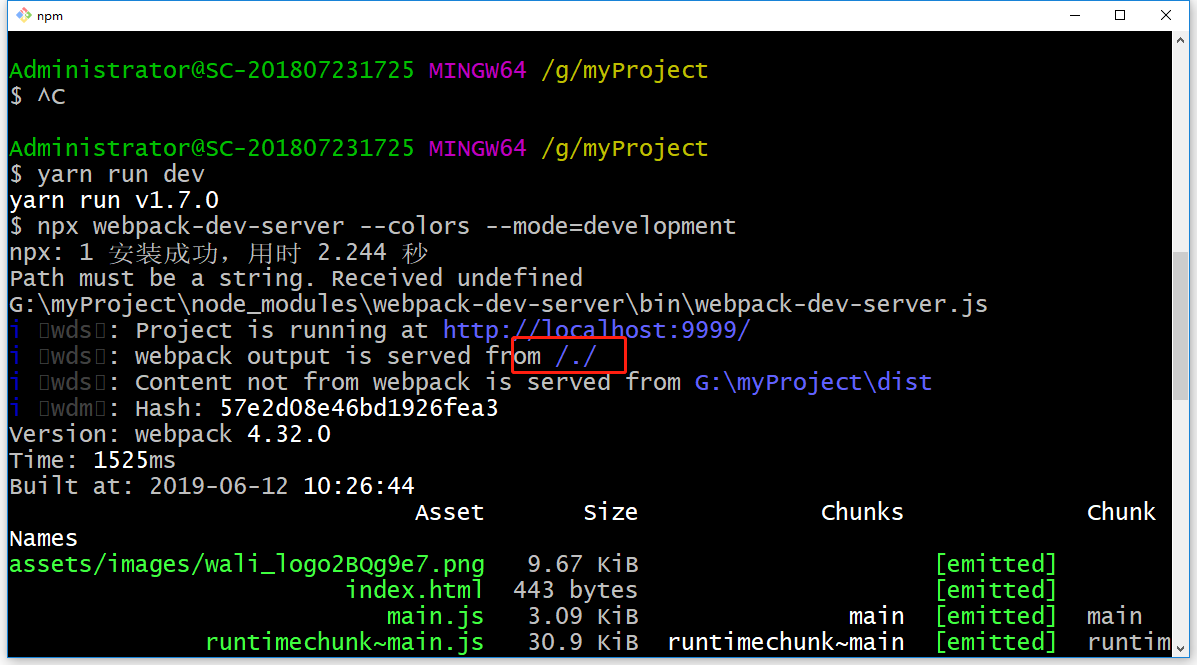 npm
Administrator@SC-201807231725 MINGW64 /g/myProject
$ ^C
Administrator@SC-201807231725 MINGW64 /g/myProject
$ yarn run dev
yarn run v1.7.0
$ npx webpack-dev-server --colors --mode=development
npx: 1 安装成功，用时 2.244 秒
Path must be a string. Received undefined
G:\myProject\node_modules\webpack-dev-server\bin\webpack-dev-server.js
i 「wds」: Project is running at http://localhost:9999/
i 「wds」: webpack output is served from /./
i 「wds」: Content not from webpack is served from G:\myProject\dist
i 「wdm」: Hash: 57e2d08e46bd1926fea3
Version: webpack 4.32.0
Time: 1525ms
Built at: 2019-06-12 10:26:44
Asset Size Chunks Chunk
Names
assets/images/wali_logo2BQg9e7.png 9.67 KiB [emitted]
index.html 443 bytes [emitted]
main.js 3.09 KiB main [emitted] main
runtimechunk~main.js 30.9 KiB runtimechunk~main [emitted] runtim